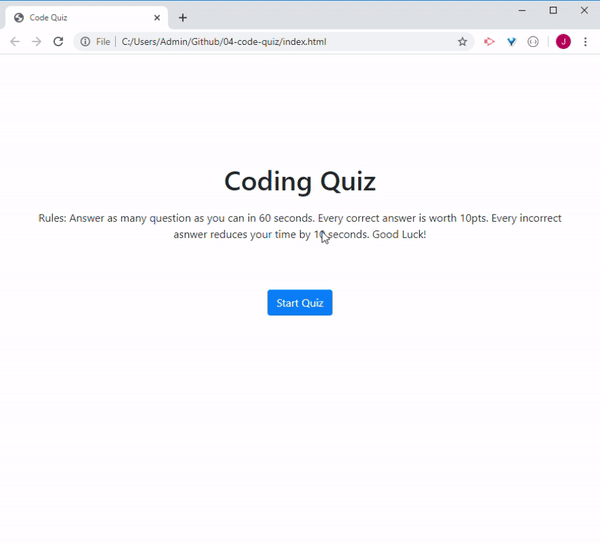 Code Quiz
File C:/Users/Admin/Github/04-code-quiz/index.html
J
Coding Quiz
Rules: Answer as many question as you can in 60 seconds. Every correct answer is worth 10pts. Every incorrect
asnwer reduces your time by 10 seconds. Good Luck!
Start Quiz